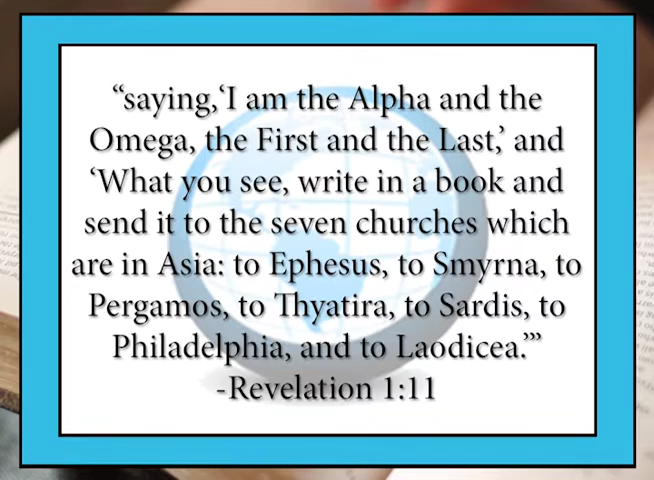 “saying,‘I am the Alpha and the
Omega, the First and the Last,’ and
‘What you see, write in a book and
send it to the seven churches which
are in Asia: to Ephesus, to Smyrna, to
Pergamos, to Thyatira, to Sardis, to
Philadelphia, and to Laodicea.’”
-Revelation 1:11